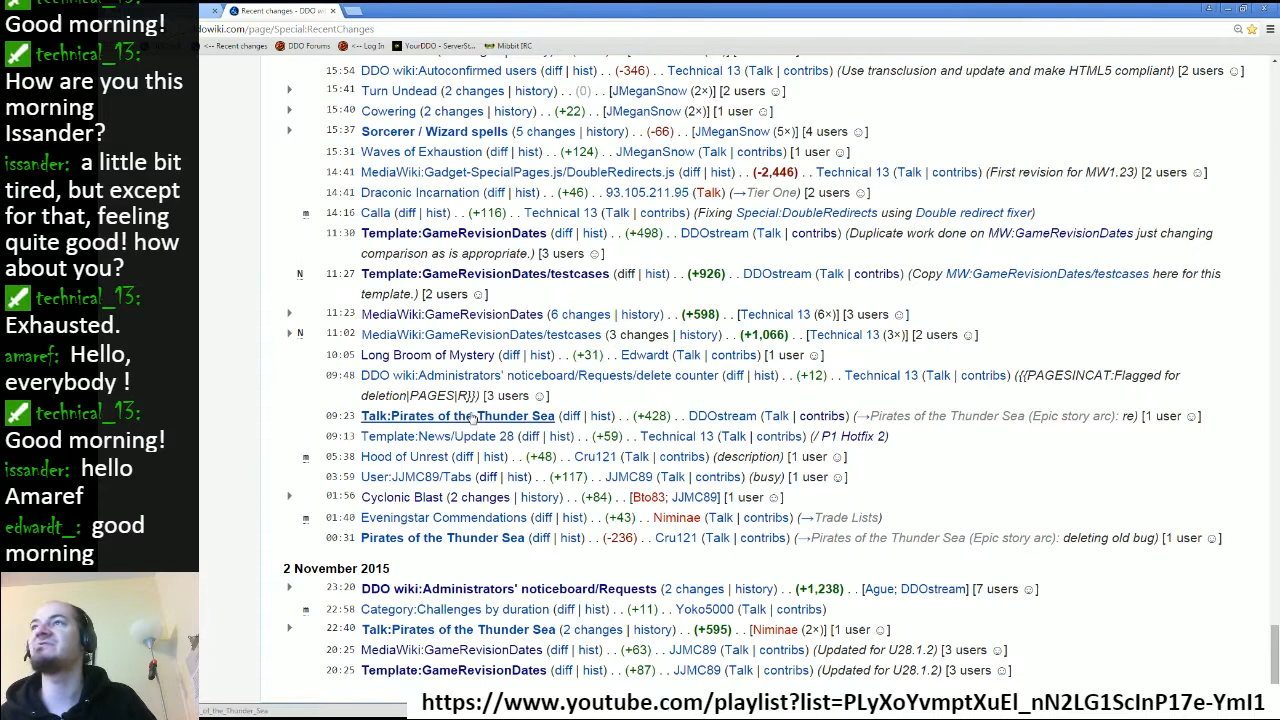 technical_13:
Good morning!
technical_13:
How are you this
morning
Issander?
issander: a little bit
tired, but except
for that, feeling
quite good! how
about you?
technical_13:
Exhausted.
amaref: Hello,
everybody !
technical_13:
Good morning!
issander: hello
Amaref
edwardt_: good
morning
Recent changes - DDO wi
dowiki.com/page/Special:RecentChanges
<-- Recent changes DDO Forums <-- Log In YourDDO - ServerSt... Mibbit IRC
15:54 DDO wiki:Autoconfirmed users (diff | hist) . . (-346) . . Technical 13 (Talk | contribs) (Use transclusion and update and make HTML5 compliant) [2 users ☺]
15:41 Turn Undead (2 changes | history) . . (0) . . [JMeganSnow (2×)] [2 users ☺]
15:40 Cowering (2 changes | history) . . (+22) . . [JMeganSnow (2×)] [1 user ☺]
15:37 Sorcerer / Wizard spells (5 changes | history) . . (-66) . . [JMeganSnow (5×)] [4 users ☺]
15:31 Waves of Exhaustion (diff | hist) . . (+124) . . JMeganSnow (Talk | contribs) [1 user ☺]
14:41 MediaWiki:Gadget-SpecialPages.js/DoubleRedirects.js (diff | hist) . . (-2,446) . . Technical 13 (Talk | contribs) (First revision for MW1.23) [2 users ☺]
14:41 Draconic Incarnation (diff | hist) . . (+46) . . 93.105.211.95 (Talk) (→Tier One) [2 users ☺]
m 14:16 Calla (diff | hist) . . (+116) . . Technical 13 (Talk | contribs) (Fixing Special:DoubleRedirects using Double redirect fixer)
11:30 Template:GameRevisionDates (diff | hist) . . (+498) . . DDOstream (Talk | contribs) (Duplicate work done on MW:GameRevisionDates just changing
comparison as is appropriate.) [3 users ☺]
N 11:27 Template:GameRevisionDates/testcases (diff | hist) . . (+926) . . DDOstream (Talk | contribs) (Copy MW:GameRevisionDates/testcases here for this
template.) [2 users ☺]
11:23 MediaWiki:GameRevisionDates (6 changes | history) . . (+598) . . [Technical 13 (6×)] [3 users ☺]
N 11:02 MediaWiki:GameRevisionDates/testcases (3 changes | history) . . (+1,066) . . [Technical 13 (3×)] [2 users ☺]
10:05 Long Broom of Mystery (diff | hist) . . (+31) . . Edwardt (Talk | contribs) [1 user ☺]
09:48 DDO wiki:Administrators' noticeboard/Requests/delete counter (diff | hist) . . (+12) . . Technical 13 (Talk | contribs) ({{PAGESINCAT:Flagged for
deletion|PAGES|R}}) [3 users ☺]
09:23 Talk:Pirates of the Thunder Sea (diff | hist) . . (+428) . . DDOstream (Talk | contribs) (→Pirates of the Thunder Sea (Epic story arc): re) [1 user ☺]
09:13 Template:News/Update 28 (diff | hist) . . (+59) . . Technical 13 (Talk | contribs) (/ P1 Hotfix 2)
m 05:38 Hood of Unrest (diff | hist) . . (+48) . . Cru121 (Talk | contribs) (description) [1 user ☺]
03:59 User:JJMC89/Tabs (diff | hist) . . (+117) . . JJMC89 (Talk | contribs) (busy) [1 user ☺]
01:56 Cyclonic Blast (2 changes | history) . . (+84) . . [Bto83; JJMC89] [1 user ☺]
m 01:40 Eveningstar Commendations (diff | hist) . . (+43) . . Niminae (Talk | contribs) (→Trade Lists)
00:31 Pirates of the Thunder Sea (diff | hist) . . (-236) . . Cru121 (Talk | contribs) (→Pirates of the Thunder Sea (Epic story arc): deleting old bug) [1 user ☺]
2 November 2015
23:20 DDO wiki:Administrators' noticeboard/Requests (2 changes | history) . . (+1,238) . . [Ague; DDOstream] [7 users ☺]
m 22:58 Category:Challenges by duration (diff | hist) . . (+11) . . Yoko5000 (Talk | contribs)
22:40 Talk:Pirates of the Thunder Sea (2 changes | history) . . (+595) . . [Niminae (2×)] [1 user ☺]
20:25 MediaWiki:GameRevisionDates (diff | hist) . . (+63) . . JJMC89 (Talk | contribs) (Updated for U28.1.2) [3 users ☺]
20:25 Template:GameRevisionDates (diff | hist) . . (+87) . . JJMC89 (Talk | contribs) (Updated for U28.1.2) [3 users ☺]
_of_the_Thunder_Sea
https://www.youtube.com/playlist?list=PLyXoYvmptXuEl_nN2LG1ScInP17e-YmI1